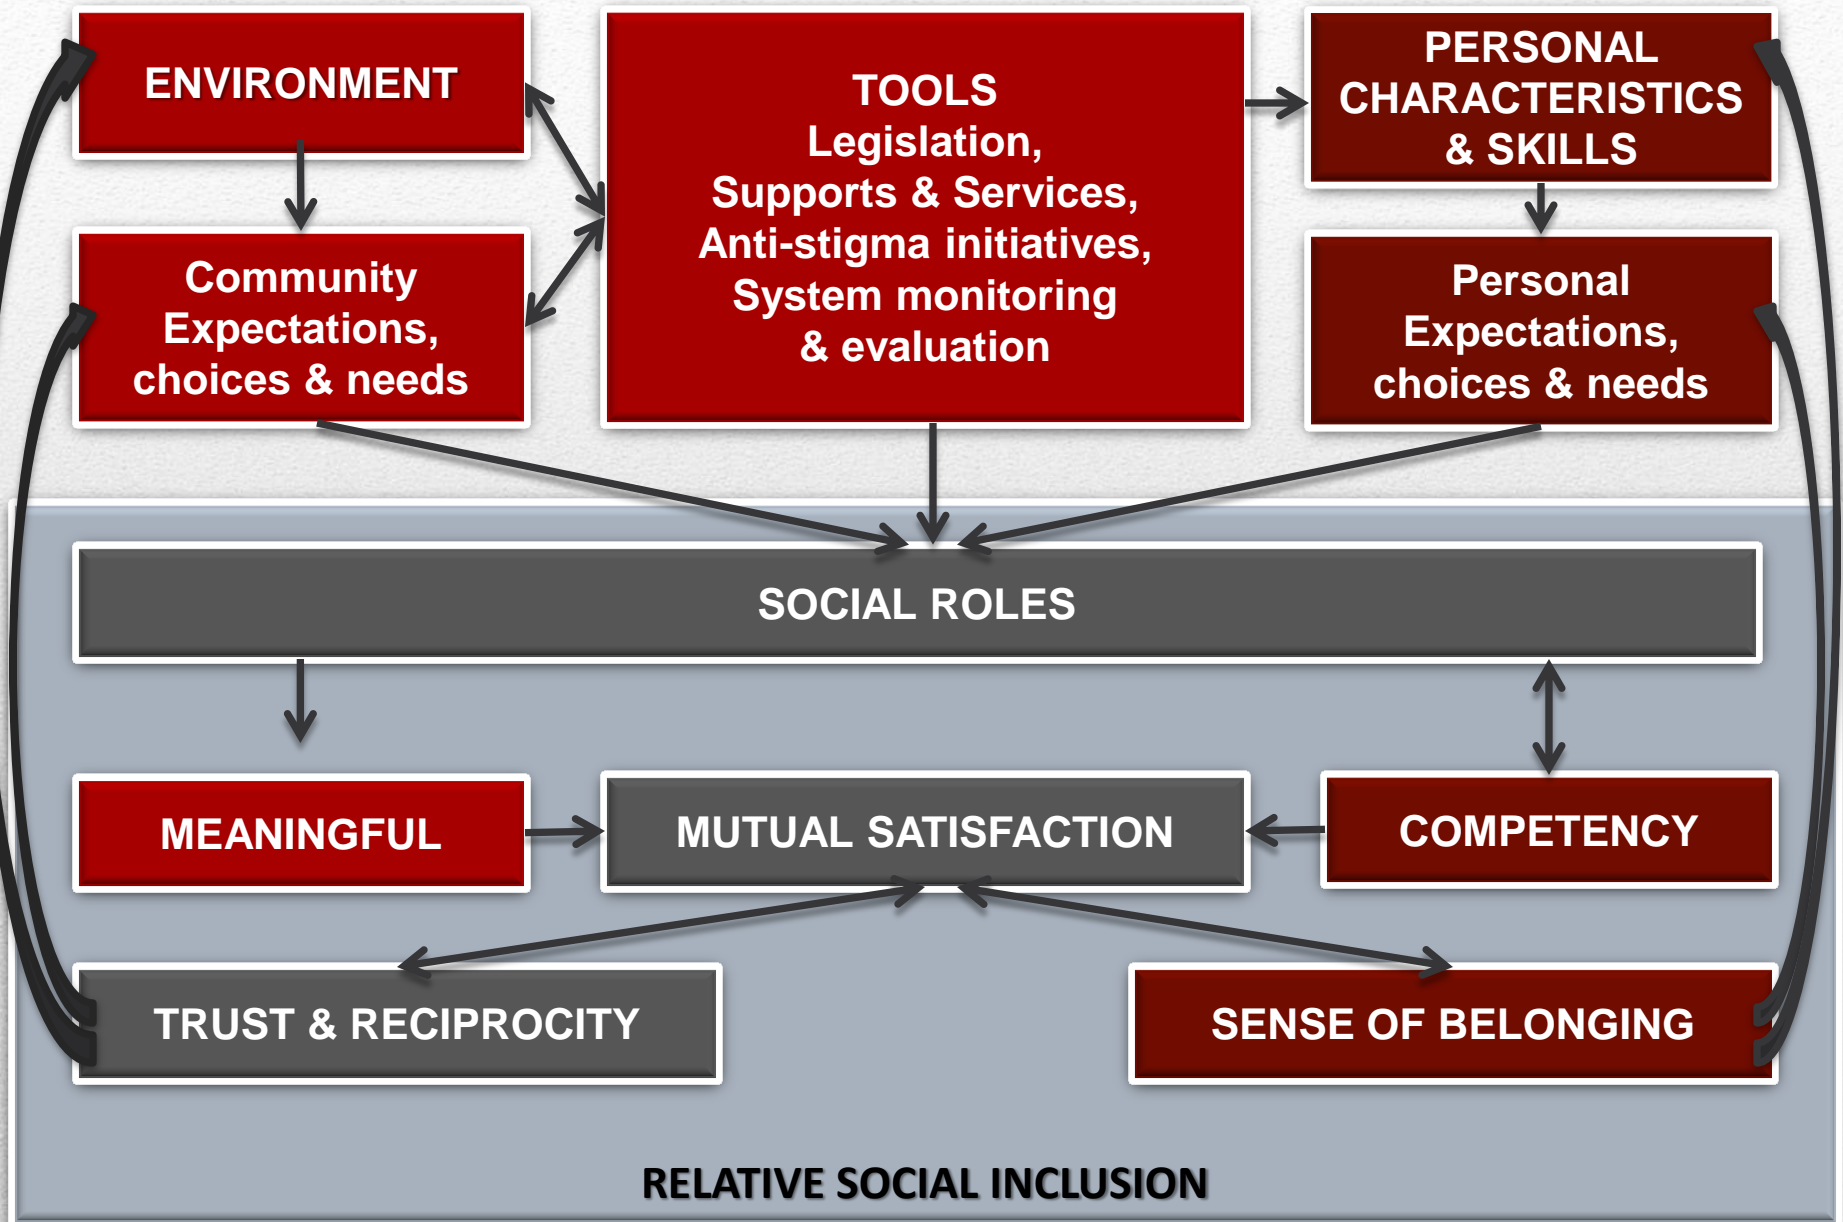 ENVIRONMENT
TOOLS
Legislation,
Supports & Services,
Anti-stigma initiatives,
System monitoring
& evaluation
PERSONAL
CHARACTERISTICS
& SKILLS
Community
Expectations,
choices & needs
Personal
Expectations,
choices & needs
SOCIAL ROLES
MEANINGFUL
MUTUAL SATISFACTION
COMPETENCY
TRUST & RECIPROCITY
SENSE OF BELONGING
RELATIVE SOCIAL INCLUSION